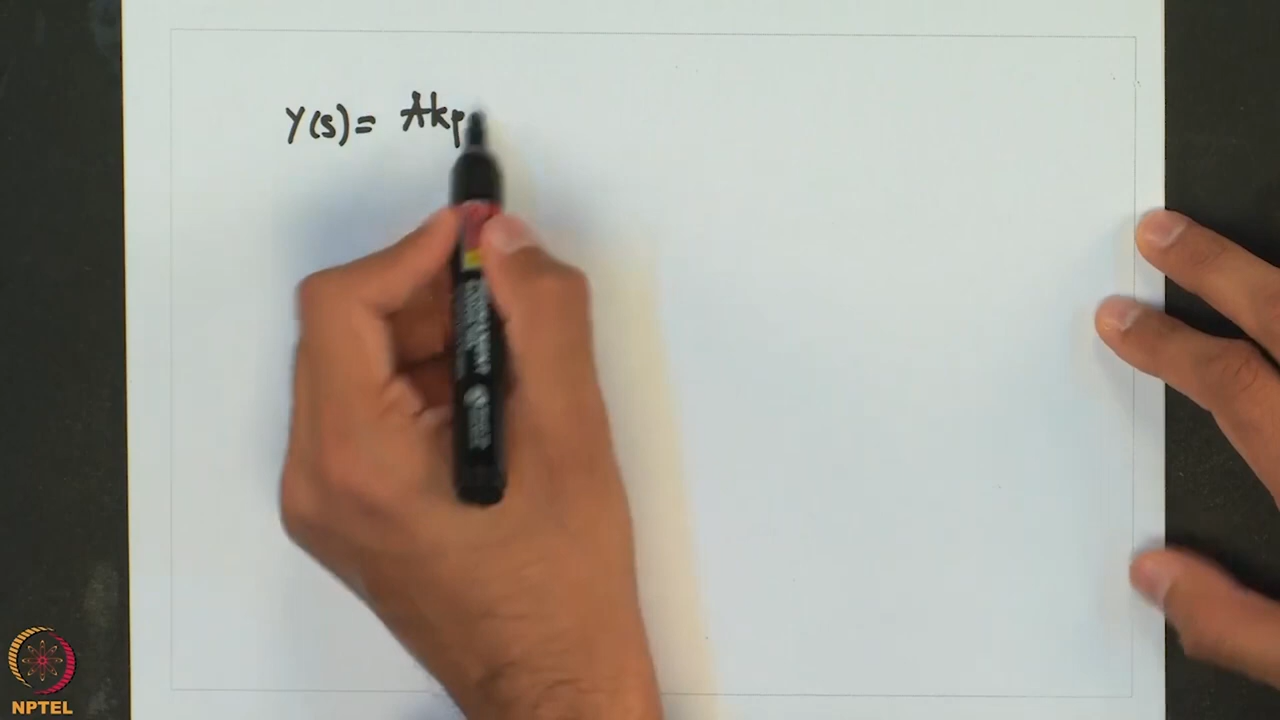 Y(s) = Akp
NPTEL